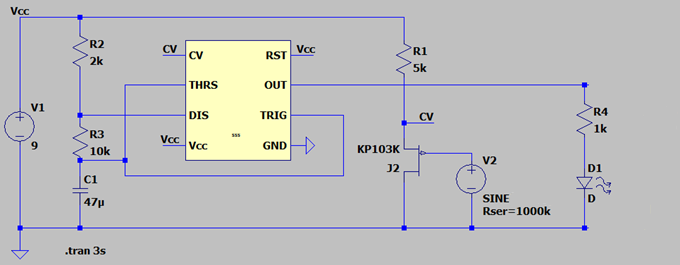 Vcc
R2
2k
V1
9
R3
10k
C1
47µ
.tran 3s
CV
CV
RST
Vcc
THRS
OUT
DIS
TRIG
Vcc
Vcc
GND
sss
R1
5k
CV
KP103K
J2
V2
SINE
Rser=1000k
R4
1k
D1
D